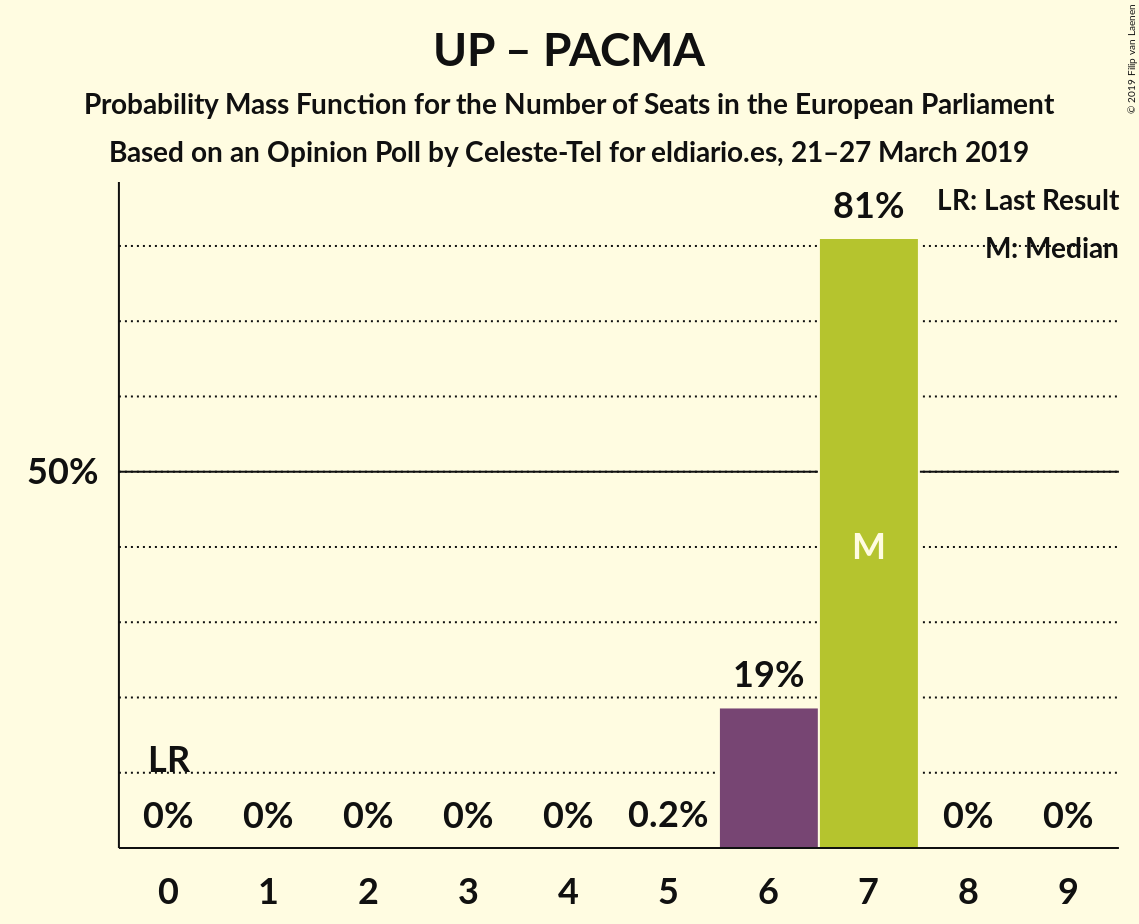 UP – PACMA
Probability Mass Function for the Number of Seats in the European Parliament
Based on an Opinion Poll by Celeste-Tel for eldiario.es, 21–27 March 2019
© 2019 Filip van Laenen
LR: Last Result
M: Median
81%
50%
M
19%
LR
0% 0% 0% 0% 0% 0.2% 0% 0%
0 1 2 3 4 5 6 7 8 9